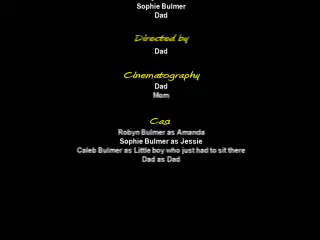 Sophie Bulmer
Dad
Directed by
Dad
Cinematography
Dad
Mom
Cast
Robyn Bulmer as Amanda
Sophie Bulmer as Jessie
Caleb Bulmer as Little boy who just had to sit there
Dad as Dad